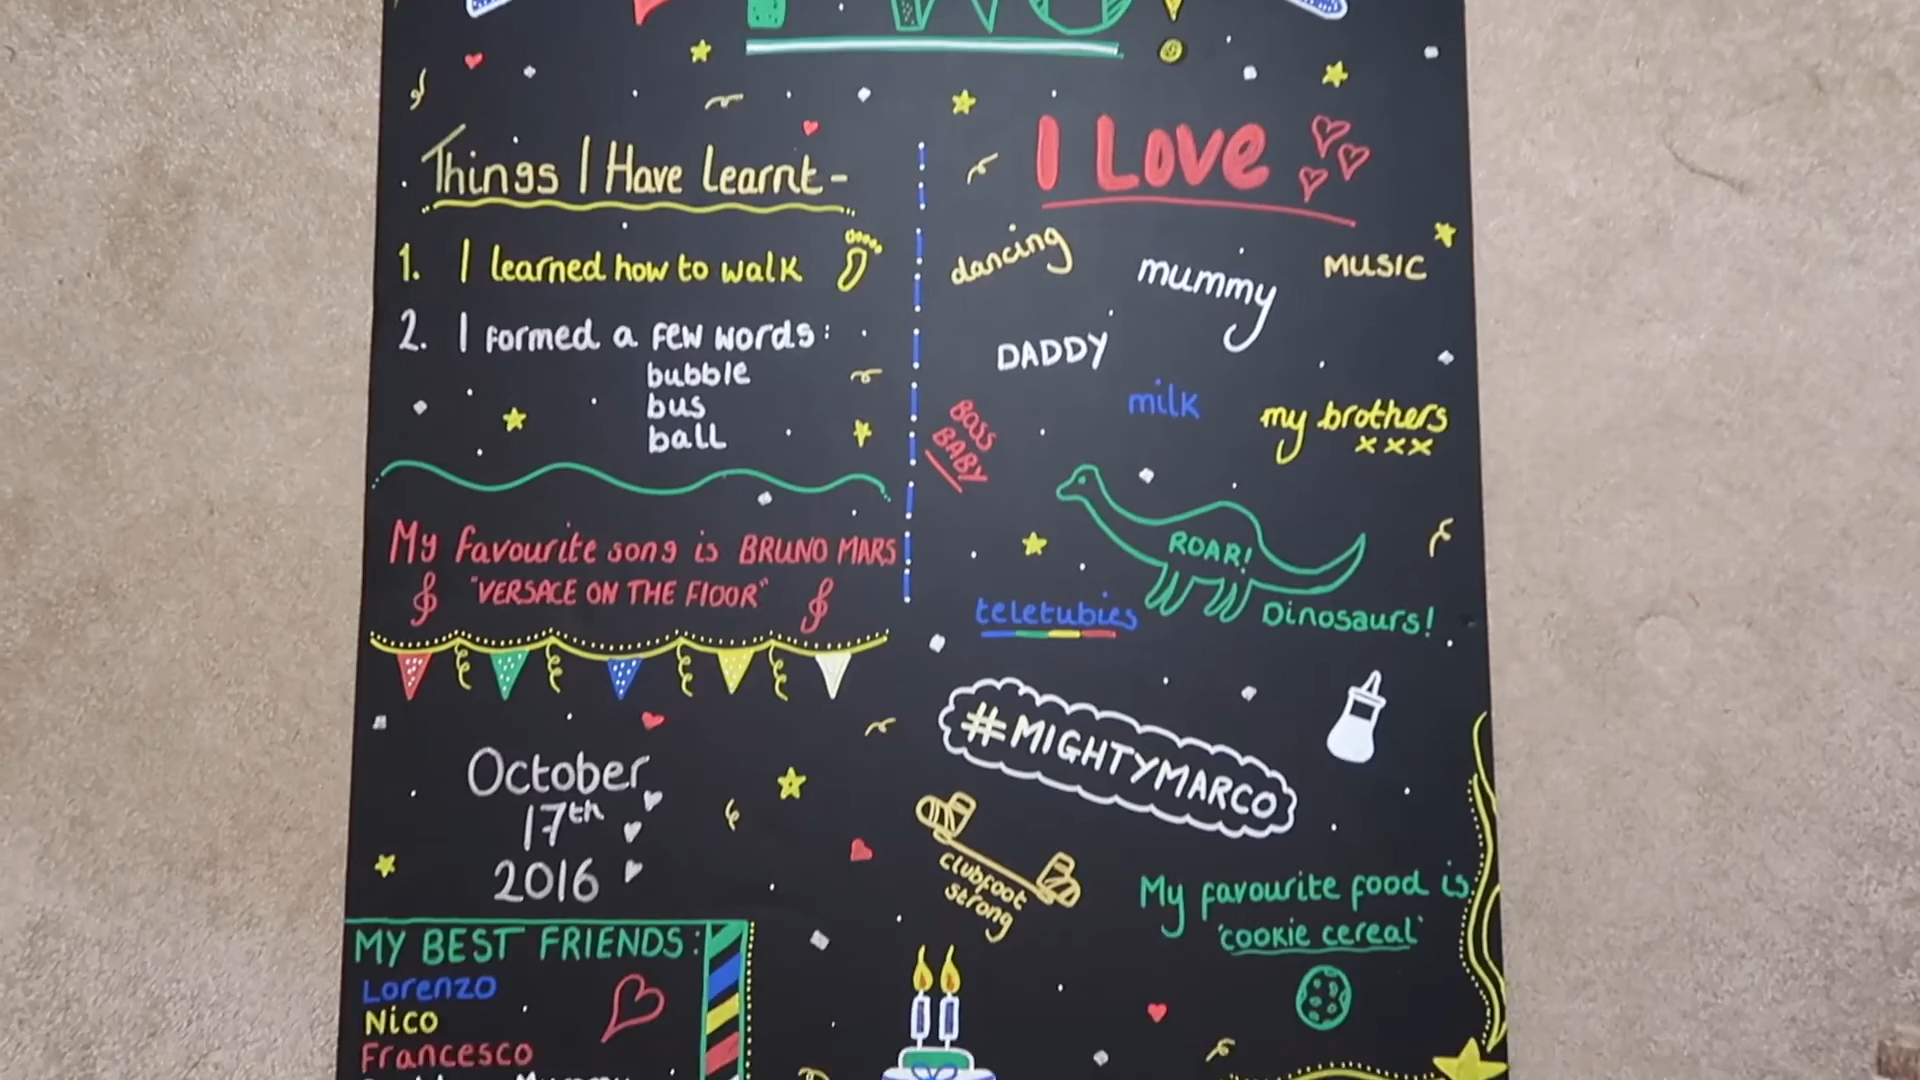 TWO!
Things I Have Learnt -
1. I learned how to walk
2. I formed a few words:
bubble
bus
ball
My favourite song is BRUNO MARS
"VERSACE ON THE FLOOR"
October
17th
2016
MY BEST FRIENDS:
Lorenzo
Nico
Francesco
I LOVE
dancing
mummy
MUSIC
DADDY
milk
my brothers
xxx
BOSS
BABY
ROAR!
teletubies
Dinosaurs!
#MIGHTYMARCO
clubfoot
strong
My favourite food is
'cookie cereal'